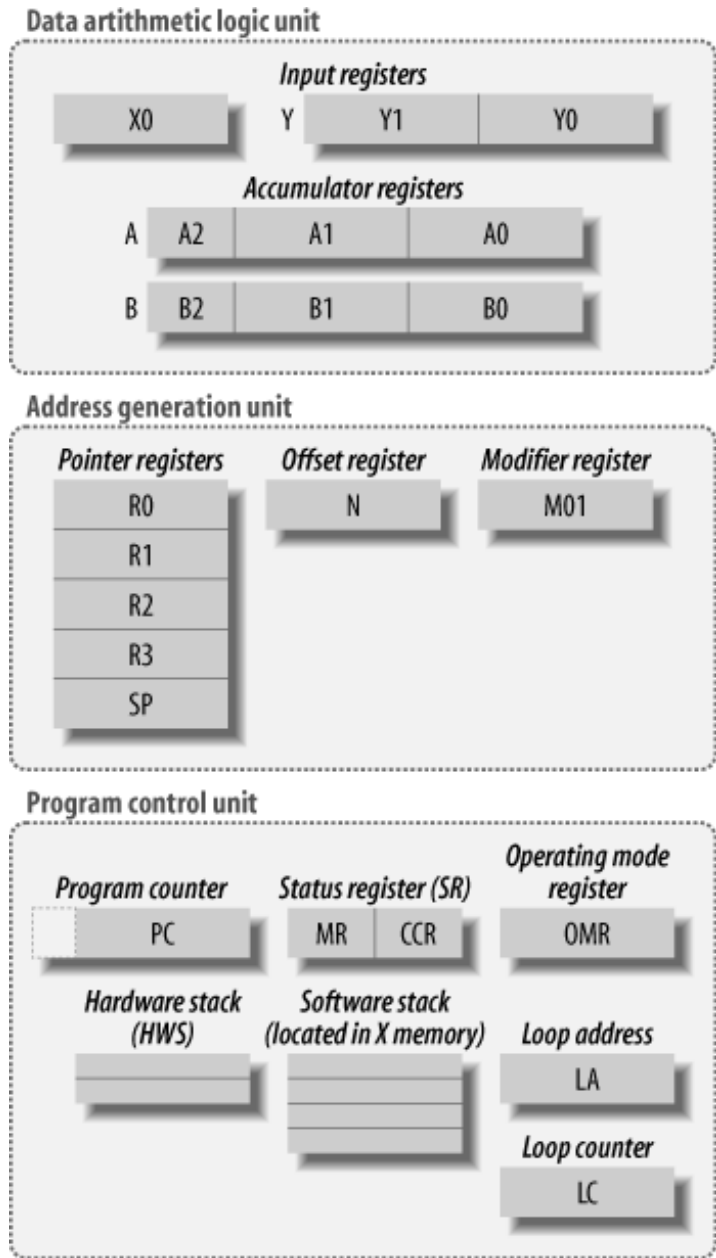 Data artithmetic logic unit
Input registers
X0 Y Y1 Y0
Accumulator registers
A A2 A1 A0
B B2 B1 B0
Address generation unit
Pointer registers Offset register Modifier register
R0 N M01
R1
R2
R3
SP
Program control unit
Operating mode
Program counter Status register (SR) register
PC MR CCR OMR
Hardware stack Software stack
(HWS) (located in X memory) Loop address
LA
Loop counter
LC